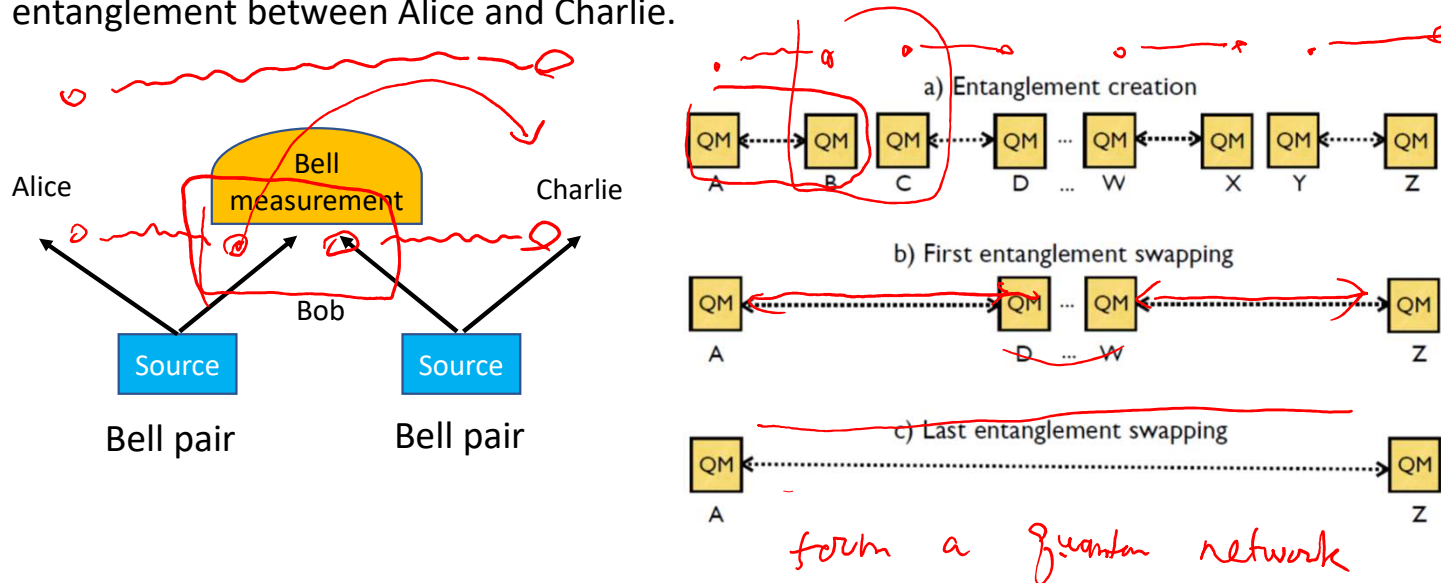 entanglement between Alice and Charlie.
Bell
measurement
Alice
Charlie
Bob
Source
Source
Bell pair
Bell pair
a) Entanglement creation
QM
QM
QM
QM
...
QM
QM
QM
QM
A
B
C
D
...
W
X
Y
Z
b) First entanglement swapping
QM
QM
...
QM
QM
A
D
...
W
Z
c) Last entanglement swapping
QM
QM
A
Z
form a quantum network